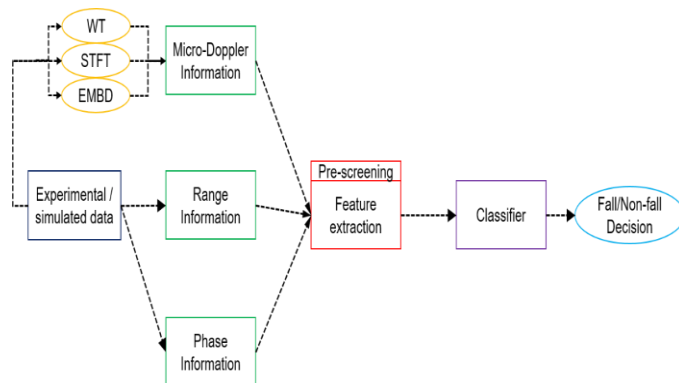 WT
STFT
EMBD
Micro-Doppler
Information
Experimental /
simulated data
Range
Information
Phase
Information
Pre-screening
Feature
extraction
Classifier
Fall/Non-fall
Decision